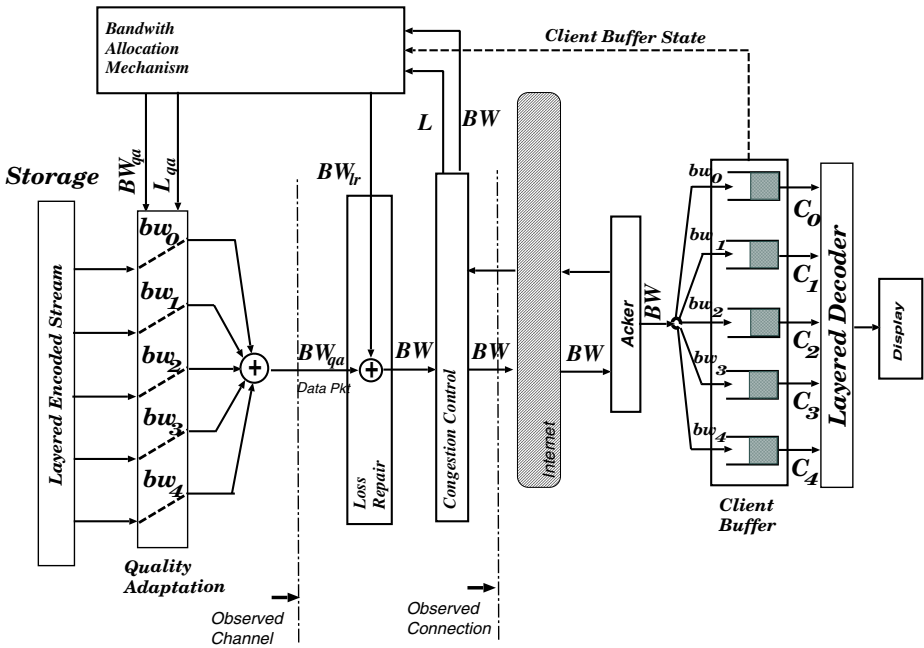 Bandwith
Allocation
Mechanism
Client Buffer State
L
BW
BW_qa
L_qa
BW_lr
Storage
Layered Encoded Stream
bw_0
bw_1
bw_2
bw_3
bw_4
Quality
Adaptation
BW_qa
Data Pkt
Loss
Repair
BW
Congestion Control
BW
Internet
BW
Acker
BW
bw_0
bw_1
bw_2
bw_3
bw_4
Client
Buffer
C_0
C_1
C_2
C_3
C_4
Layered Decoder
Display
Observed
Channel
Observed
Connection